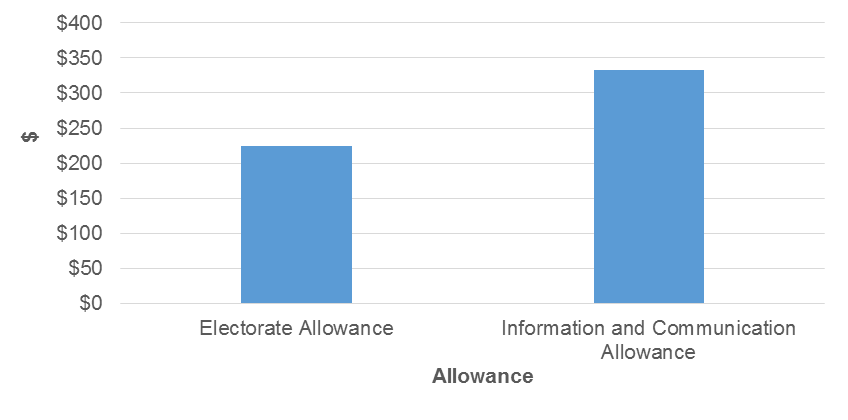 $400
$350
$300
$250
$200
$150
$100
$50
$0
$
Electorate Allowance
Information and Communication
Allowance
Allowance